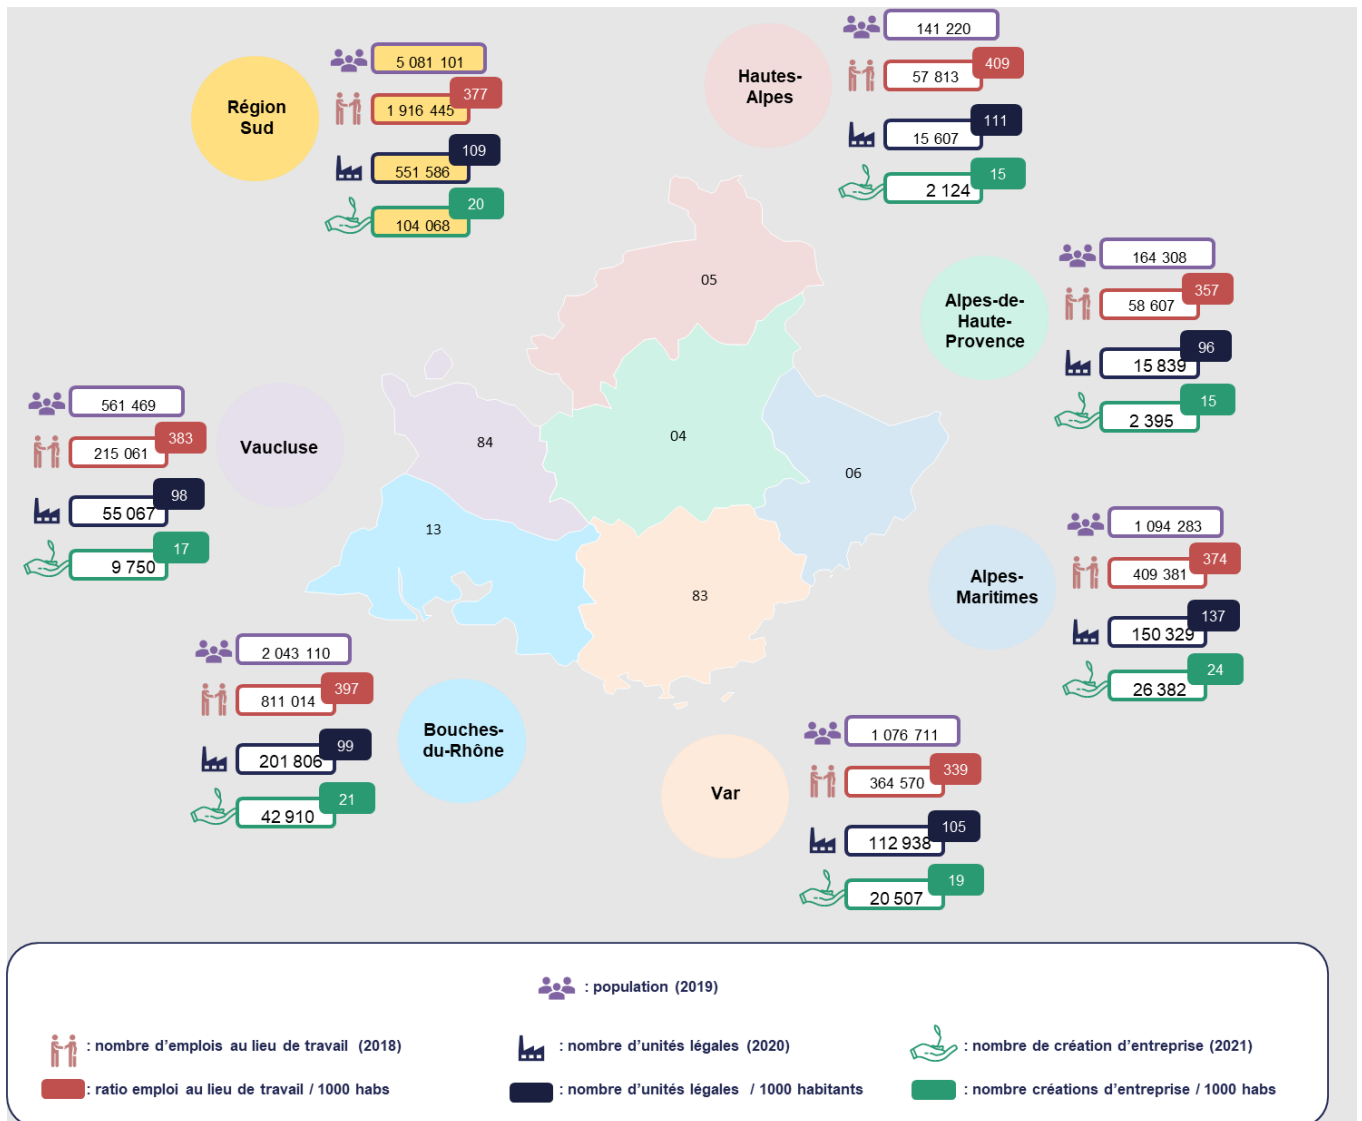 Région
Sud
5 081 101
1 916 445
377
551 586
109
104 068
20
Hautes-
Alpes
141 220
57 813
409
15 607
111
2 124
15
Alpes-de-
Haute-
Provence
164 308
58 607
357
15 839
96
2 395
15
Vaucluse
561 469
215 061
383
55 067
98
9 750
17
05
04
84
06
13
83
Alpes-
Maritimes
1 094 283
409 381
374
150 329
137
26 382
24
Bouches-
du-Rhône
2 043 110
811 014
397
201 806
99
42 910
21
Var
1 076 711
364 570
339
112 938
105
20 507
19
: population (2019)
: nombre d’emplois au lieu de travail (2018)
: nombre d’unités légales (2020)
: nombre de création d’entreprise (2021)
: ratio emploi au lieu de travail / 1000 habs
: nombre d’unités légales / 1000 habitants
: nombre créations d’entreprise / 1000 habs